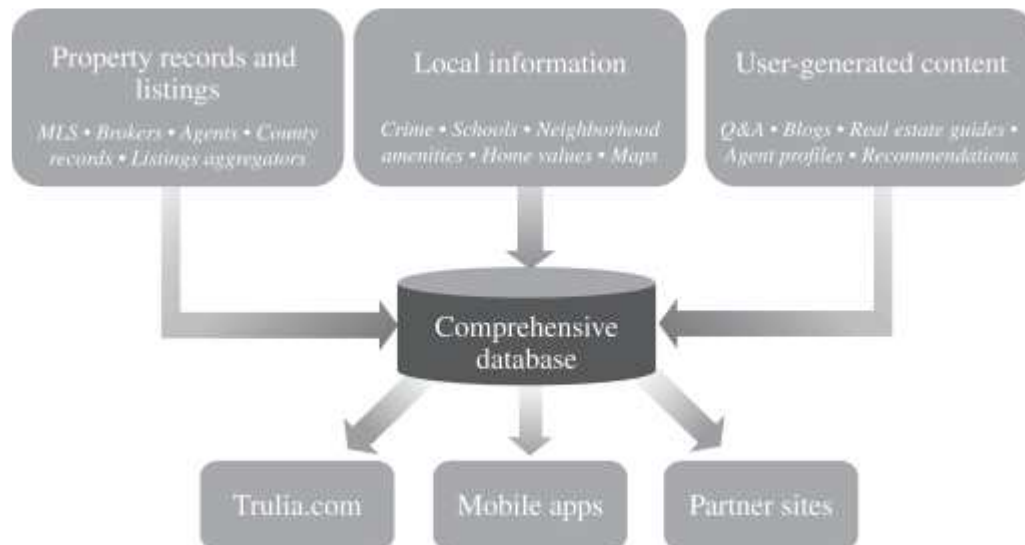 Property records and
listings
MLS • Brokers • Agents • County
records • Listings aggregators
Local information
Crime • Schools • Neighborhood
amenities • Home values • Maps
User-generated content
Q&A • Blogs • Real estate guides •
Agent profiles • Recommendations
Comprehensive
database
Trulia.com
Mobile apps
Partner sites